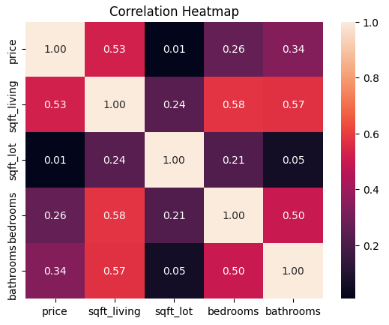 Correlation Heatmap
price 1.00 0.53 0.01 0.26 0.34
sqft_living 0.53 1.00 0.24 0.58 0.57
sqft_lot 0.01 0.24 1.00 0.21 0.05
bedrooms 0.26 0.58 0.21 1.00 0.50
bathrooms 0.34 0.57 0.05 0.50 1.00
price sqft_living sqft_lot bedrooms bathrooms
1.0
0.8
0.6
0.4
0.2